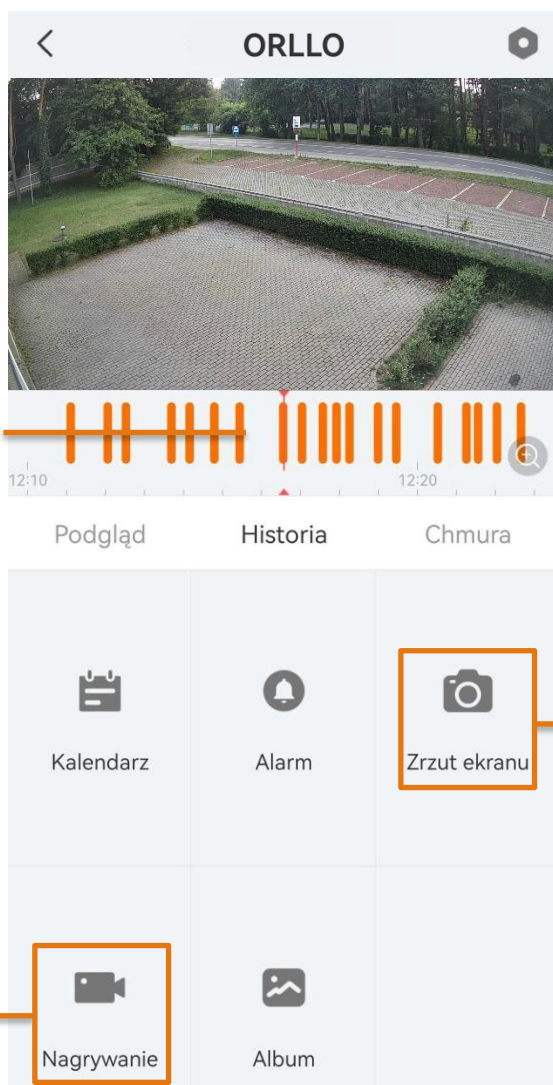 ORLLO
12:10
12:20
Podgląd
Historia
Chmura
Kalendarz
Alarm
Zrzut ekranu
Nagrywanie
Album